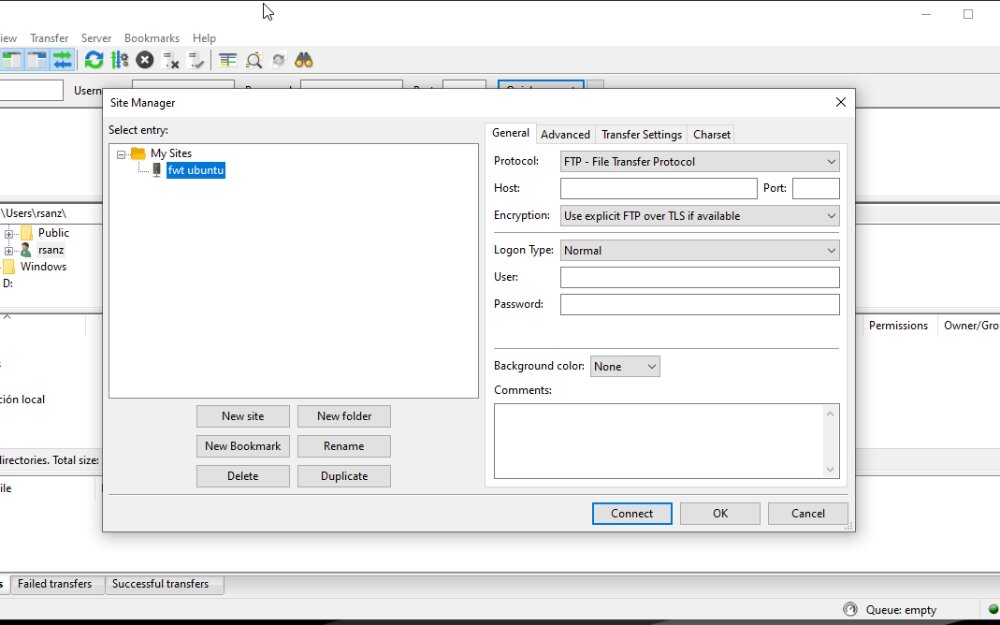 iew Transfer Server Bookmarks Help
Usern
Site Manager
Select entry:
My Sites
fwt ubuntu
New site New folder
New Bookmark Rename
Delete Duplicate
General Advanced Transfer Settings Charset
Protocol: FTP - File Transfer Protocol
Host: Port:
Encryption: Use explicit FTP over TLS if available
Logon Type: Normal
User:
Password:
Background color: None
Comments:
Connect OK Cancel
\Users\rsanz\
Public
rsanz
Windows
D:
Permissions Owner/Gro
ión local
irectories. Total size:
ile
s Failed transfers Successful transfers
Queue: empty